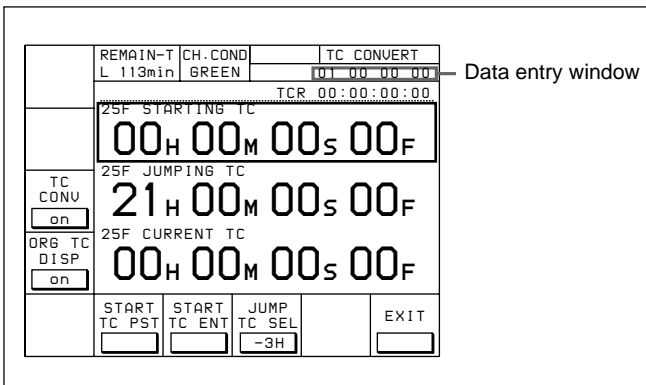 REMAIN-T CH.COND TC CONVERT
L 113min GREEN 01 00 00 00
Data entry window
TCR 00:00:00:00
25F STARTING TC
00H 00M 00S 00F
25F JUMPING TC
21H 00M 00S 00F
TC
CONV
on
25F CURRENT TC
00H 00M 00S 00F
ORG TC
DISP
on
START
TC PST
START
TC ENT
JUMP
TC SEL
-3H
EXIT